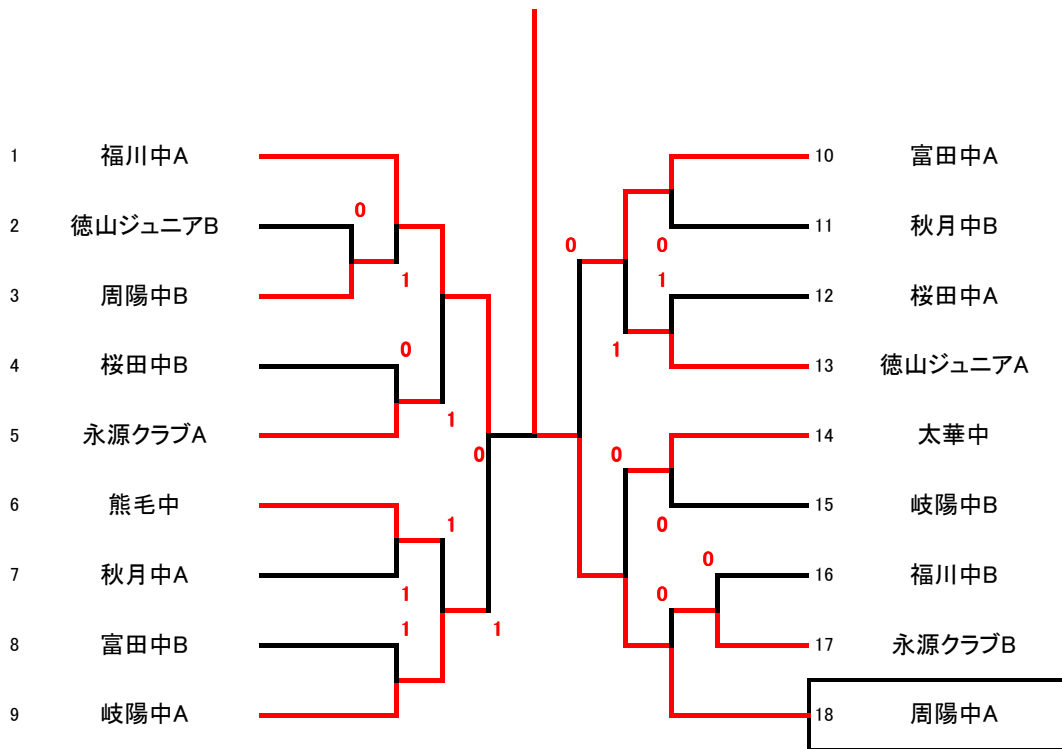 1 福川中A
2 徳山ジュニアB
3 周陽中B
4 桜田中B
5 永源クラブA
6 熊毛中
7 秋月中A
8 富田中B
9 岐陽中A
0
1
0
1
0
1
1
1
1
0
0
1
1
0
0
0
0
10 富田中A
11 秋月中B
12 桜田中A
13 徳山ジュニアA
14 太華中
15 岐陽中B
16 福川中B
17 永源クラブB
18 周陽中A